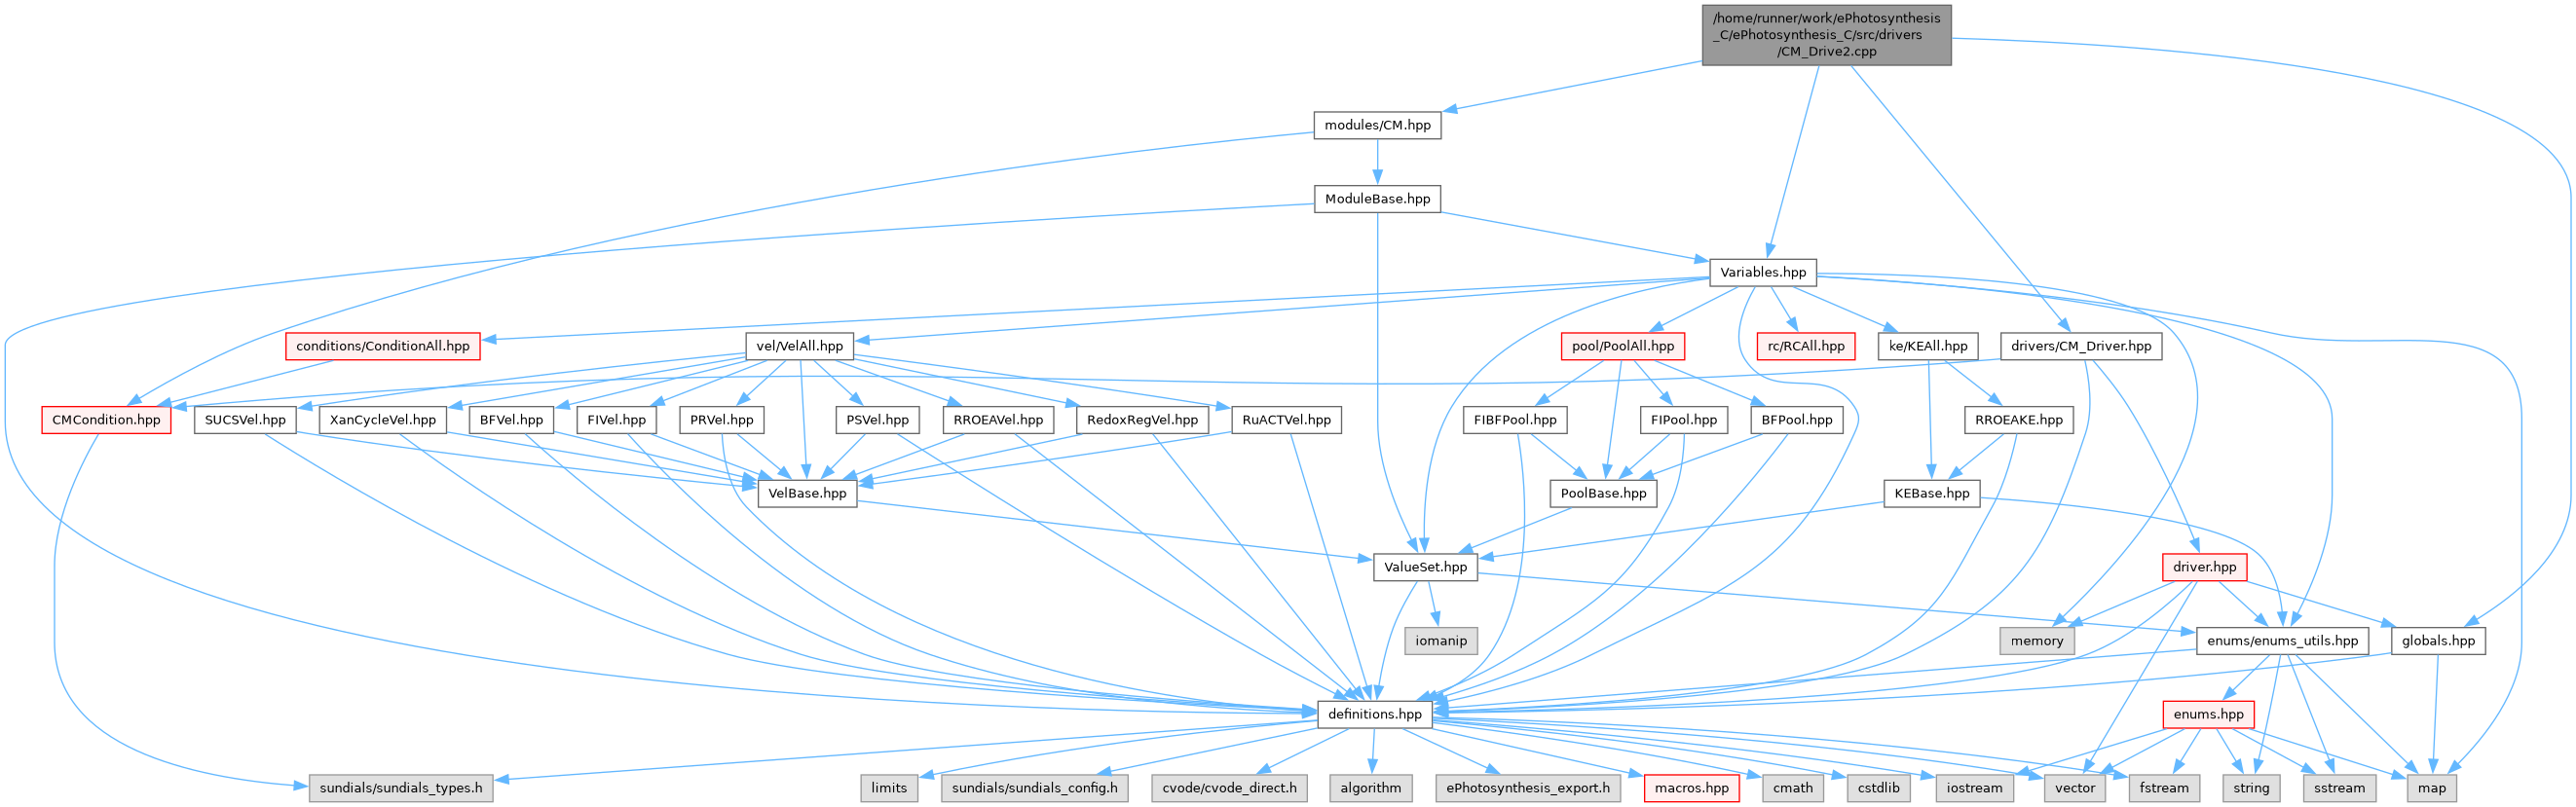 /home/runner/work/ePhotosynthesis
_C/ePhotosynthesis_C/src/drivers
/CM_Drive2.cpp
modules/CM.hpp
ModuleBase.hpp
Variables.hpp
conditions/ConditionAll.hpp
vel/VelAll.hpp
pool/PoolAll.hpp
rc/RCAll.hpp
ke/KEAll.hpp
drivers/CM_Driver.hpp
CMCondition.hpp
SUCSVel.hpp
XanCycleVel.hpp
BFVel.hpp
FIVel.hpp
PRVel.hpp
PSVel.hpp
RROEAVel.hpp
RedoxRegVel.hpp
RuACTVel.hpp
FIBFPool.hpp
FIPool.hpp
BFPool.hpp
RROEAKE.hpp
VelBase.hpp
PoolBase.hpp
KEBase.hpp
ValueSet.hpp
driver.hpp
iomanip
memory
enums/enums_utils.hpp
globals.hpp
definitions.hpp
enums.hpp
sundials/sundials_types.h
limits
sundials/sundials_config.h
cvode/cvode_direct.h
algorithm
ePhotosynthesis_export.h
macros.hpp
cmath
cstdlib
iostream
vector
fstream
string
sstream
map